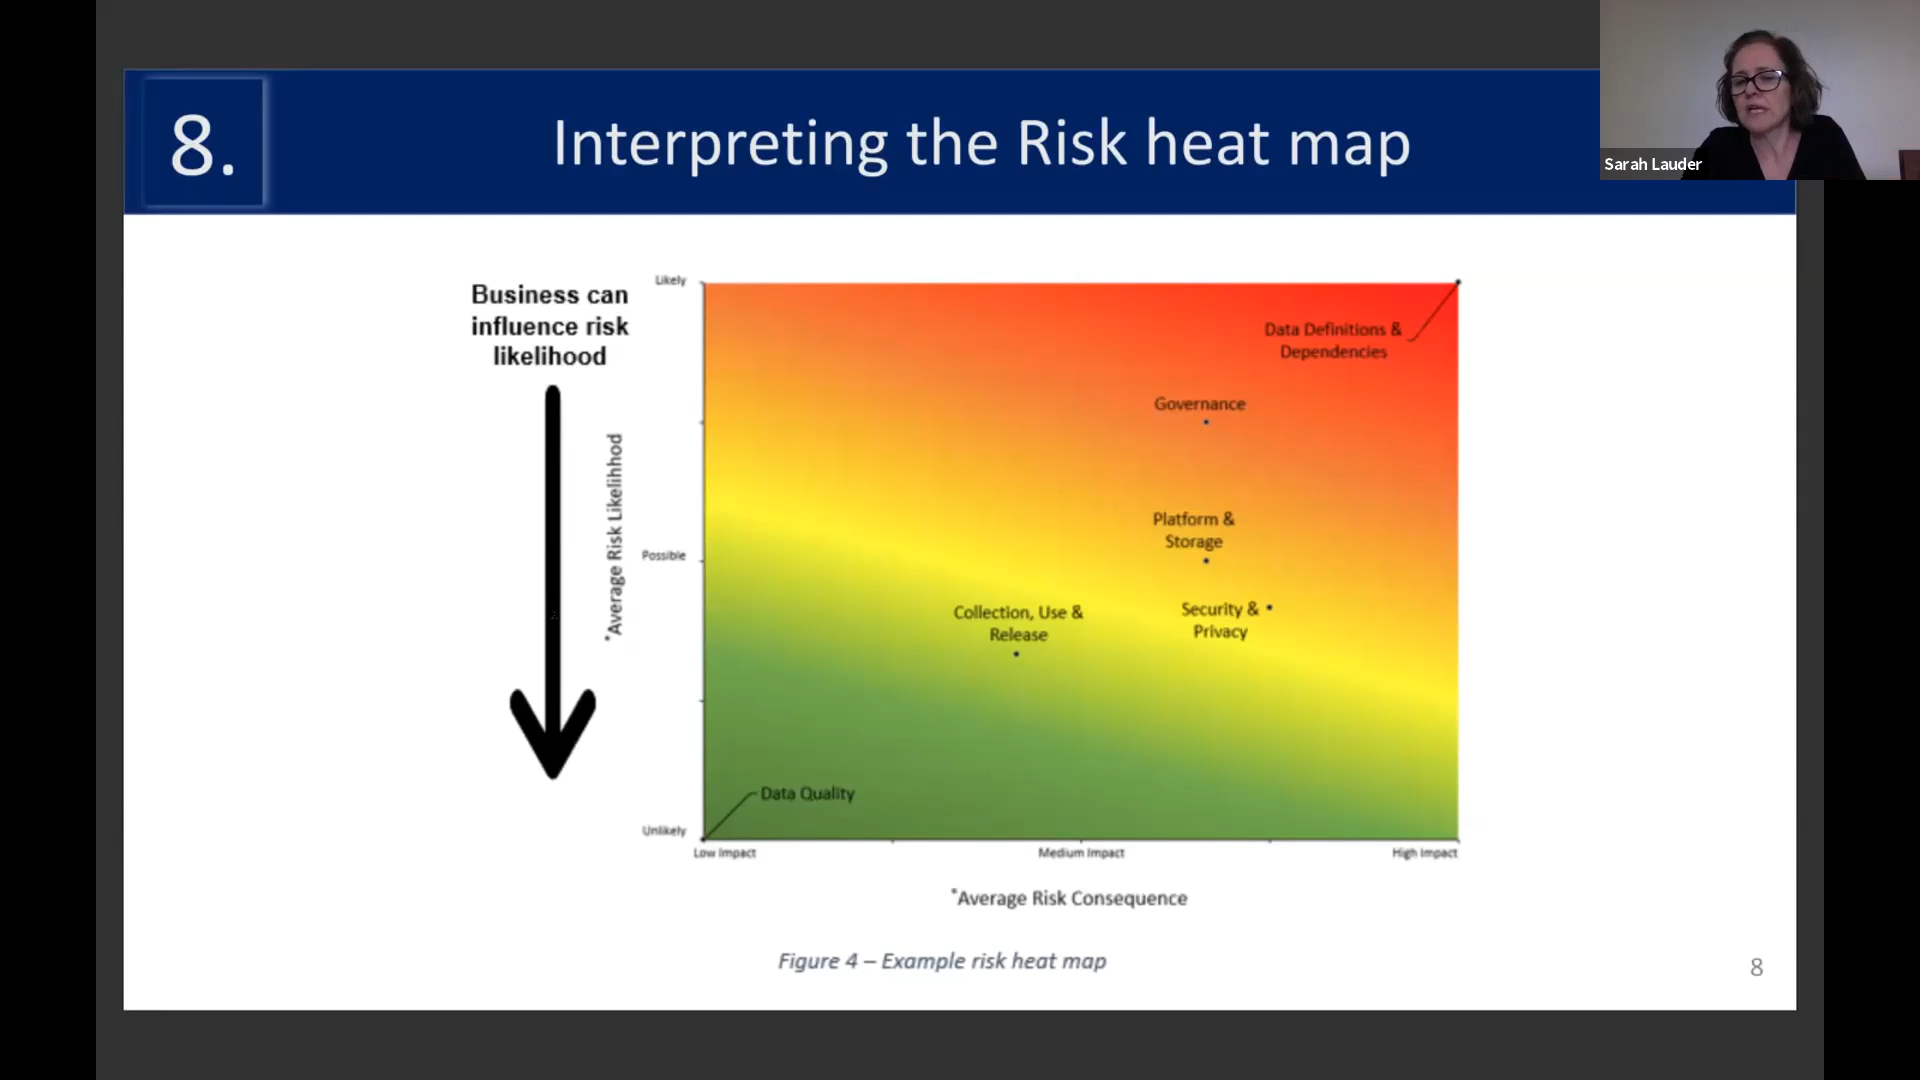 8.
Interpreting the Risk heat map
Sarah Lauder
Business can
influence risk
likelihood
*Average Risk Likelihhod
Likely
Possible
Unlikely
Data Definitions &
Dependencies
Governance
Platform &
Storage
Collection, Use &
Release
Security &
Privacy
Data Quality
Low Impact
Medium Impact
High Impact
*Average Risk Consequence
Figure 4 – Example risk heat map
8